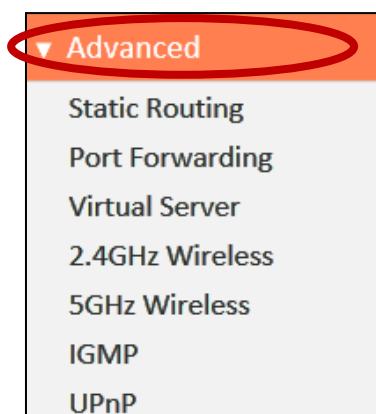 Advanced
Static Routing
Port Forwarding
Virtual Server
2.4GHz Wireless
5GHz Wireless
IGMP
UPnP